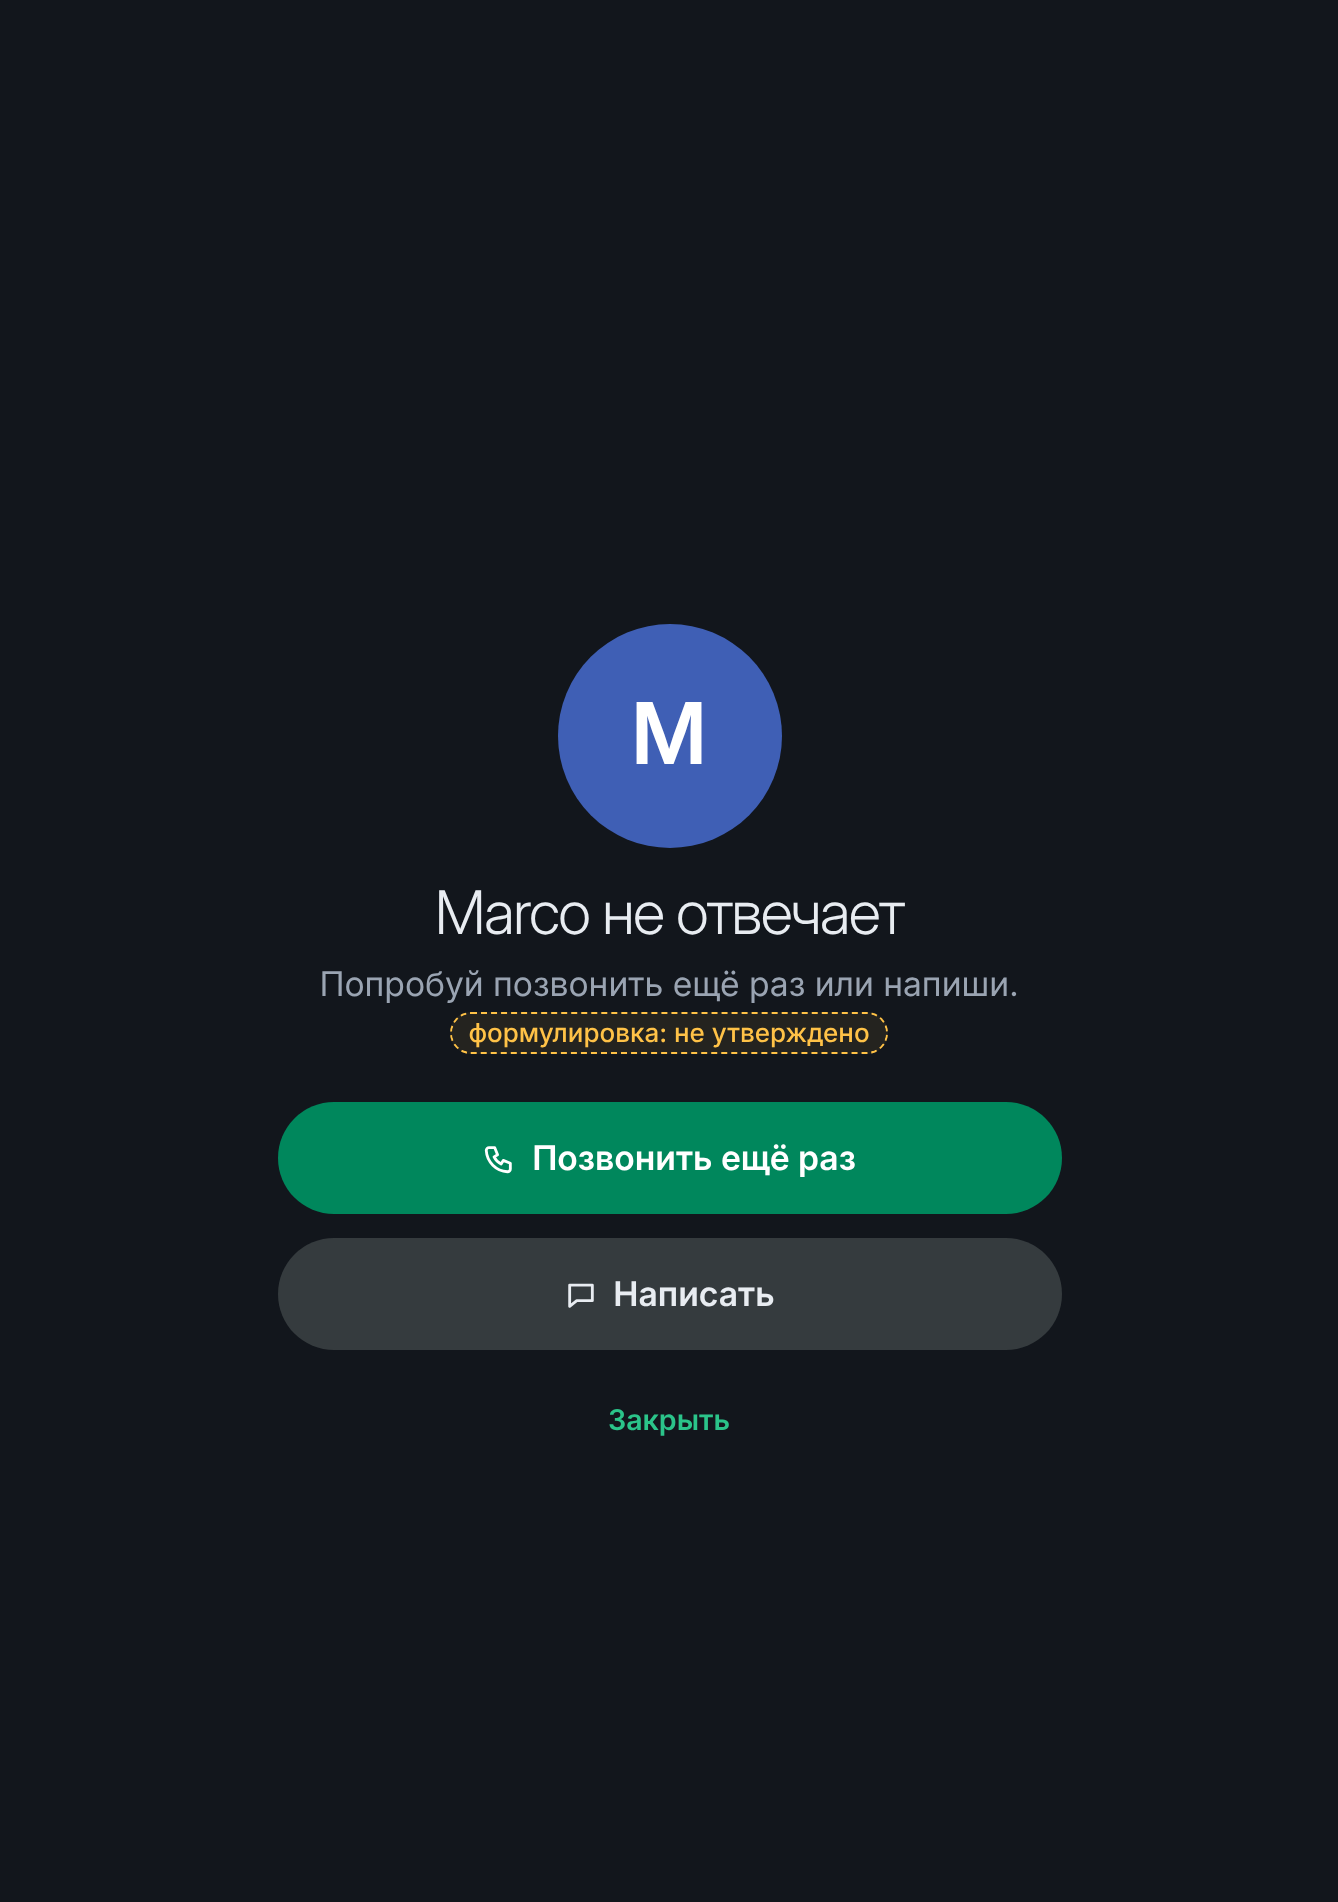 M
Marco не отвечает
Попробуй позвонить ещё раз или напиши.
формулировка: не утверждено
Позвонить ещё раз
Написать
Закрыть